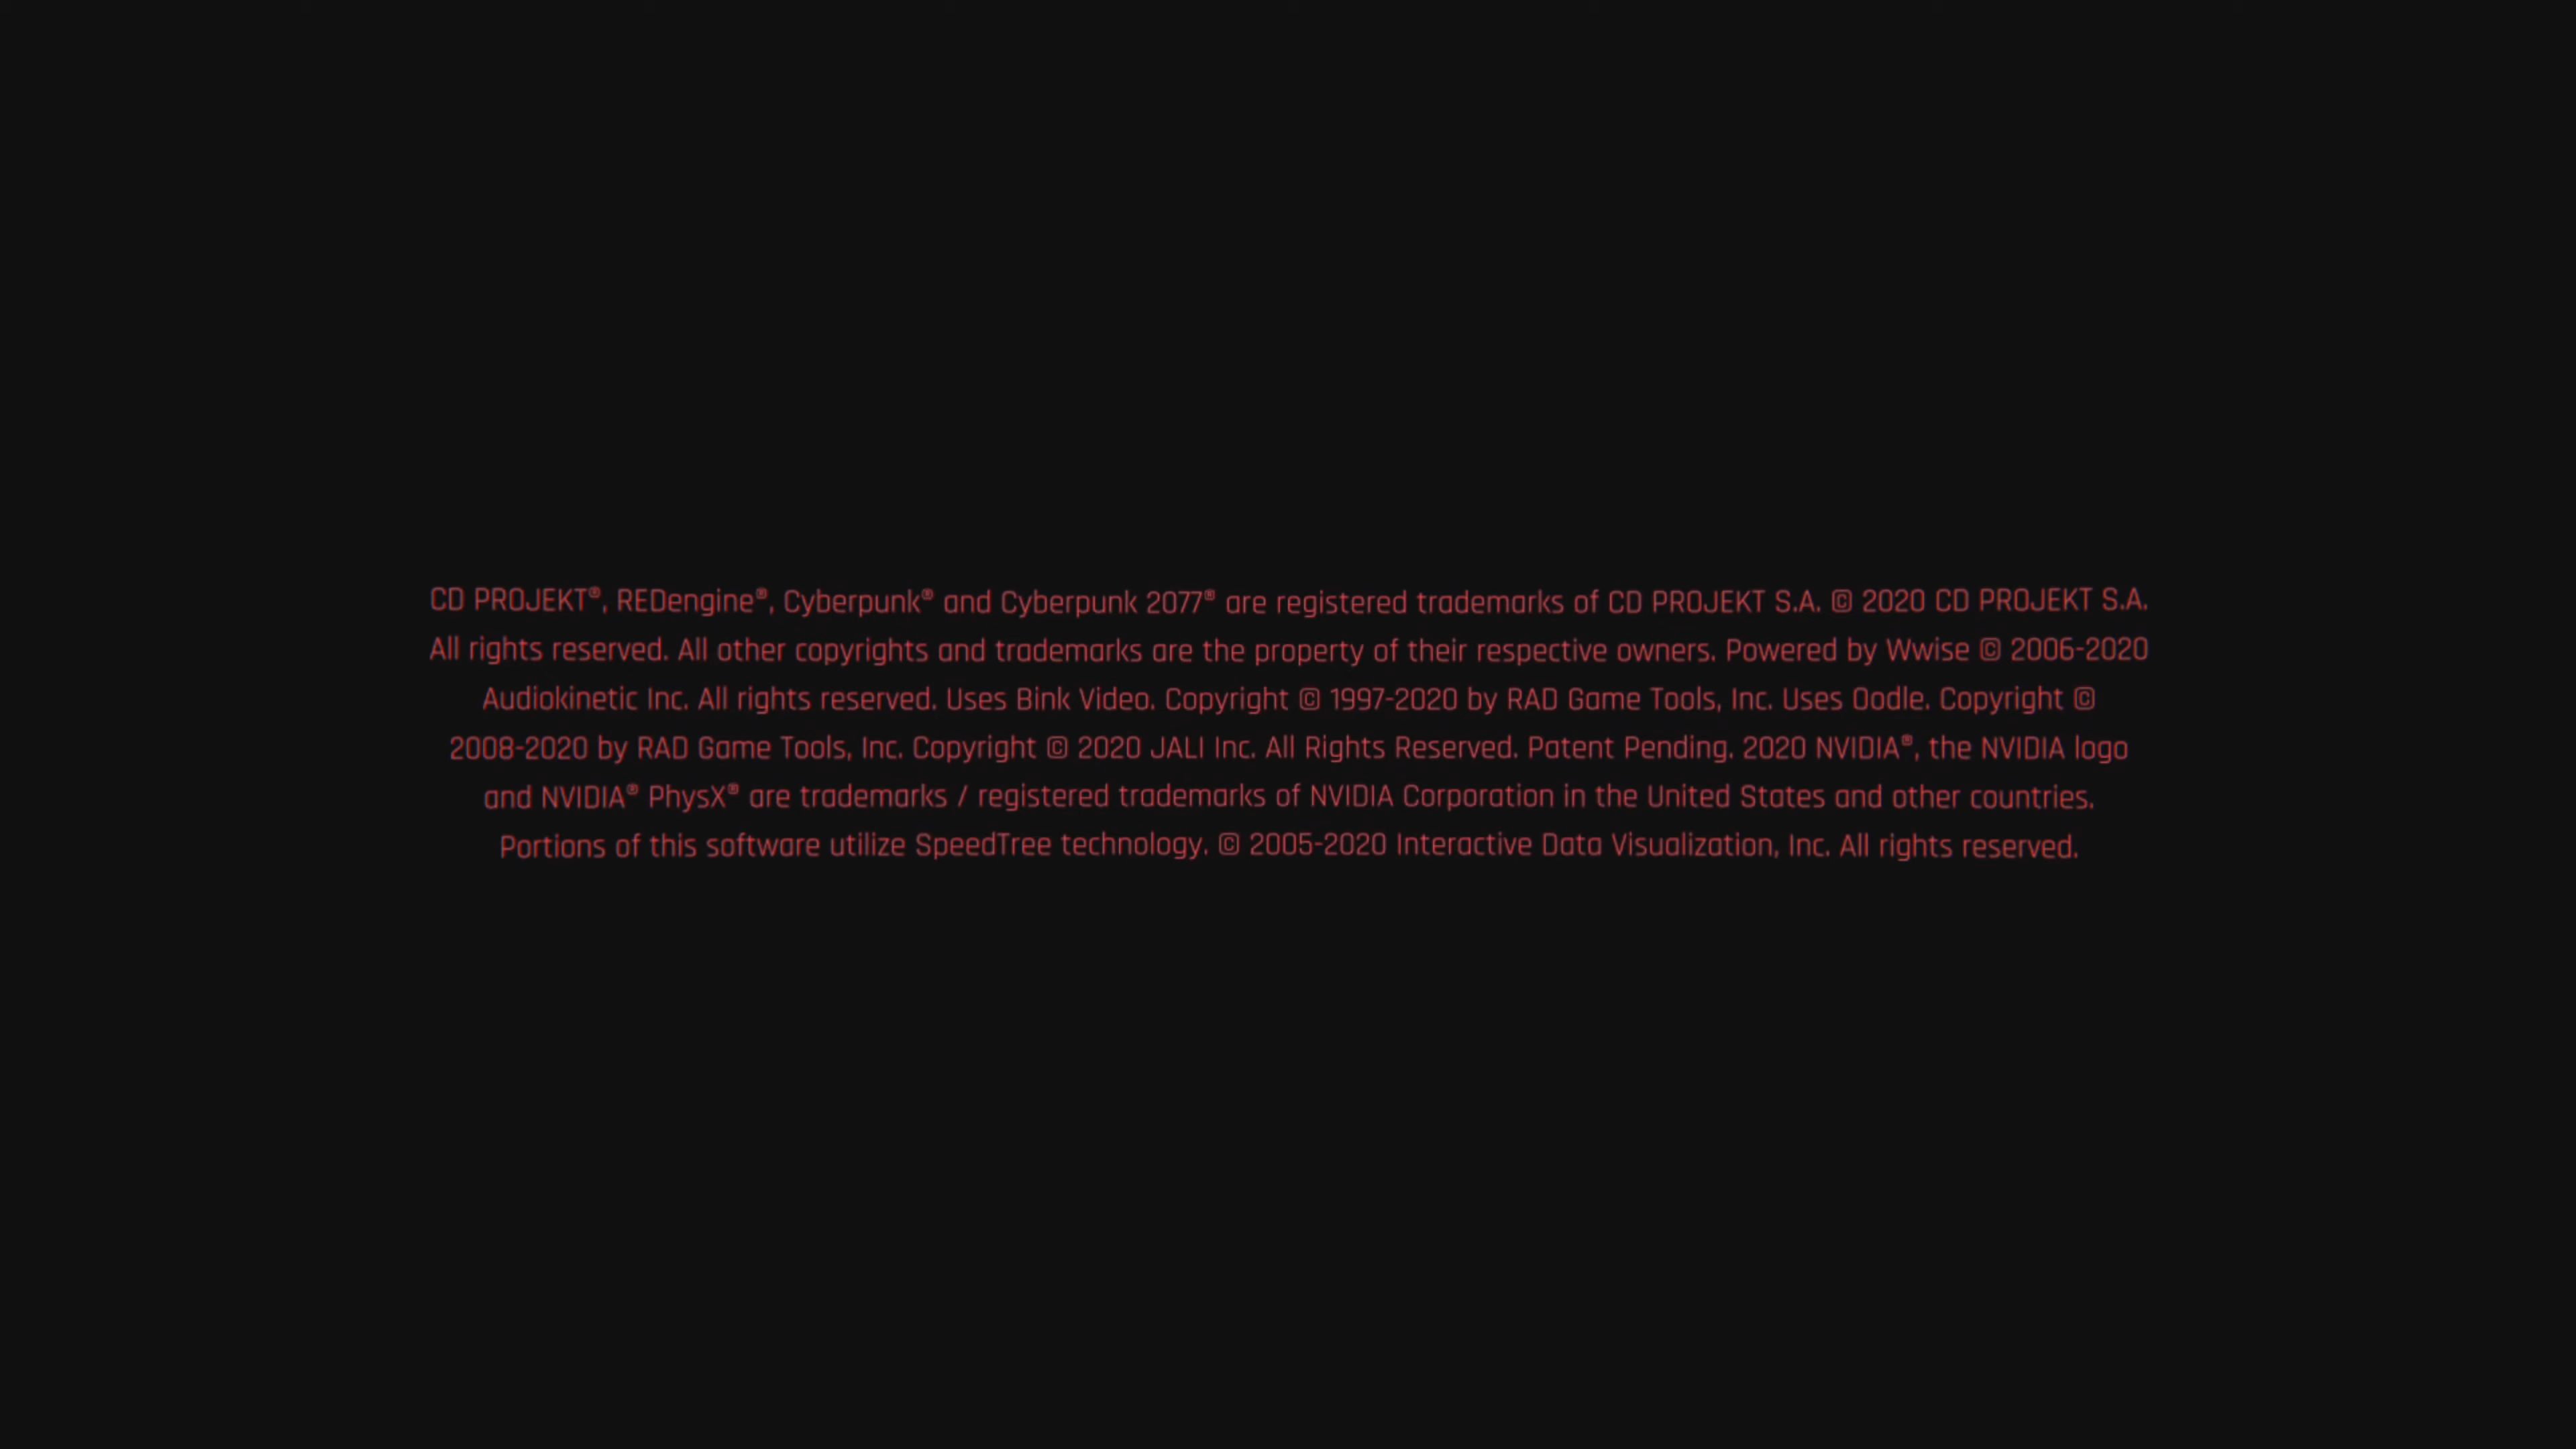 CD PROJEKT®, REDengine®, Cyberpunk® and Cyberpunk 2077® are registered trademarks of CD PROJEKT S.A. © 2020 CD PROJEKT S.A.
All rights reserved. All other copyrights and trademarks are the property of their respective owners. Powered by Wwise © 2006-2020
Audiokinetic Inc. All rights reserved. Uses Bink Video. Copyright © 1997-2020 by RAD Game Tools, Inc. Uses Oodle. Copyright ©
2008-2020 by RAD Game Tools, Inc. Copyright © 2020 JALI Inc. All Rights Reserved. Patent Pending. 2020 NVIDIA®, the NVIDIA logo
and NVIDIA® PhysX® are trademarks / registered trademarks of NVIDIA Corporation in the United States and other countries.
Portions of this software utilize SpeedTree technology. © 2005-2020 Interactive Data Visualization, Inc. All rights reserved.